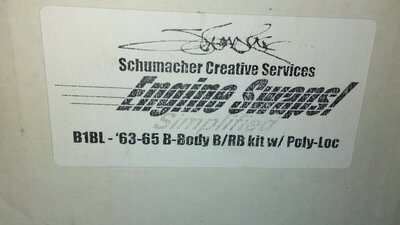 Schumacher Creative Services
Engine Swaps!
Simplified
B1BL - '63-65 B-Body B/RB kit w/ Poly-Loc